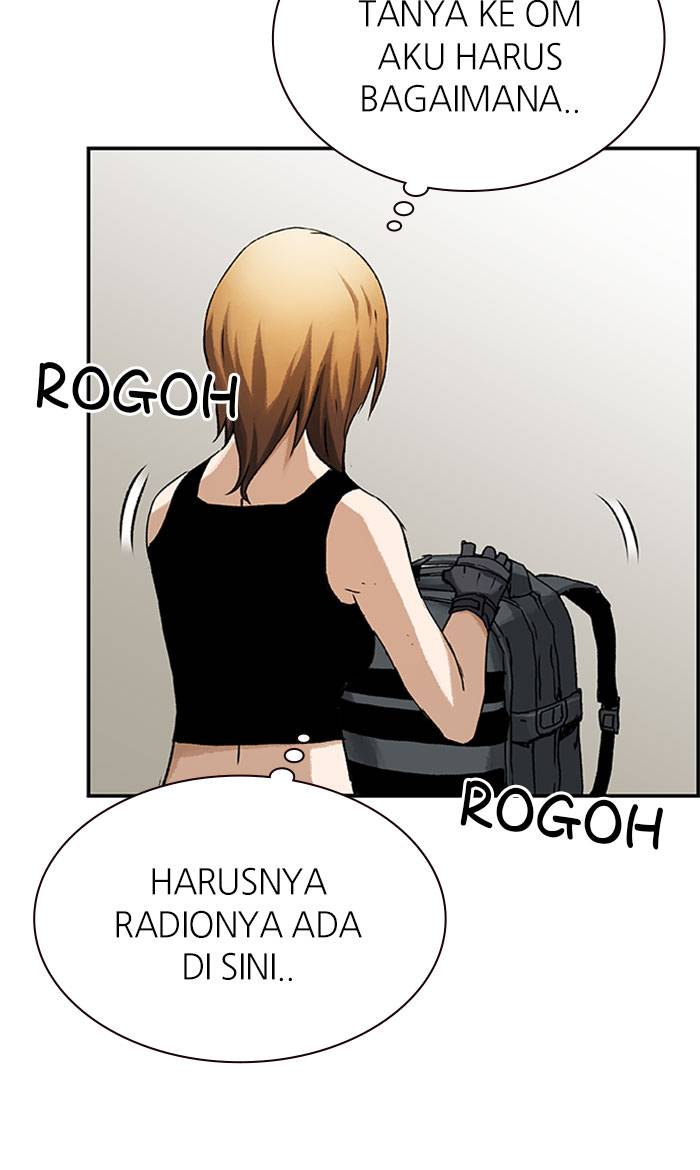 TANYA KE OM
AKU HARUS
BAGAIMANA..
ROGOH
ROGOH
HARUSNYA
RADIONYA ADA
DI SINI..